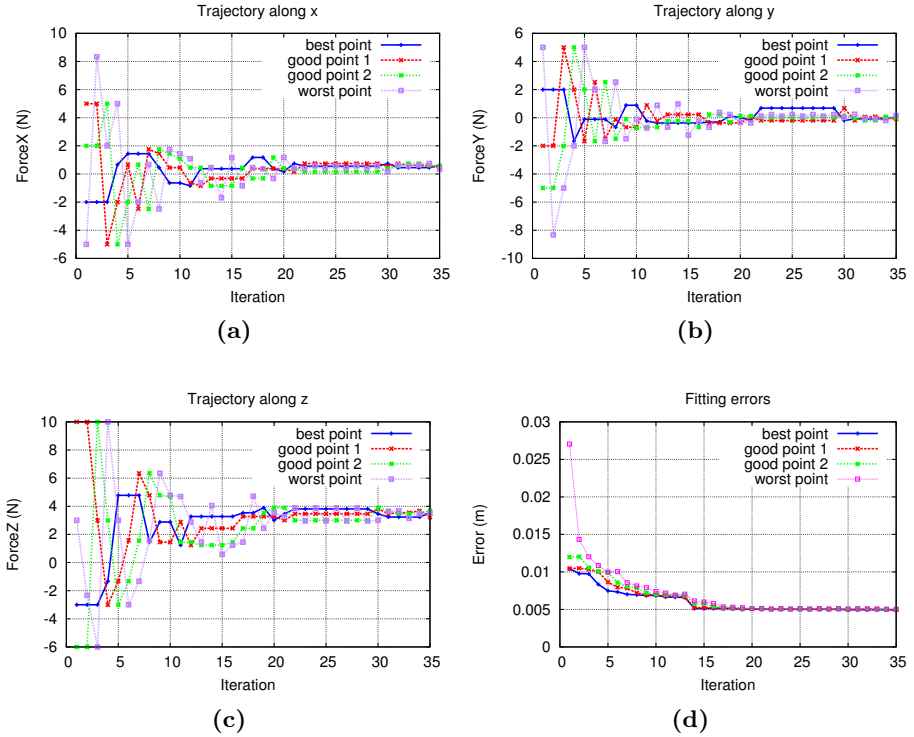 Trajectory along x
10
8
6
4
2
0
-2
-4
-6
ForceX (N)
best point
good point 1
good point 2
worst point
0 5 10 15 20 25 30 35
Iteration
(a)
Trajectory along y
6
4
2
0
-2
-4
-6
-8
-10
ForceY (N)
best point
good point 1
good point 2
worst point
0 5 10 15 20 25 30 35
Iteration
(b)
Trajectory along z
10
8
6
4
2
0
-2
-4
-6
ForceZ (N)
best point
good point 1
good point 2
worst point
0 5 10 15 20 25 30 35
Iteration
(c)
Fitting errors
0.03
0.025
0.02
0.015
0.01
0.005
0
Error (m)
best point
good point 1
good point 2
worst point
0 5 10 15 20 25 30 35
Iteration
(d)